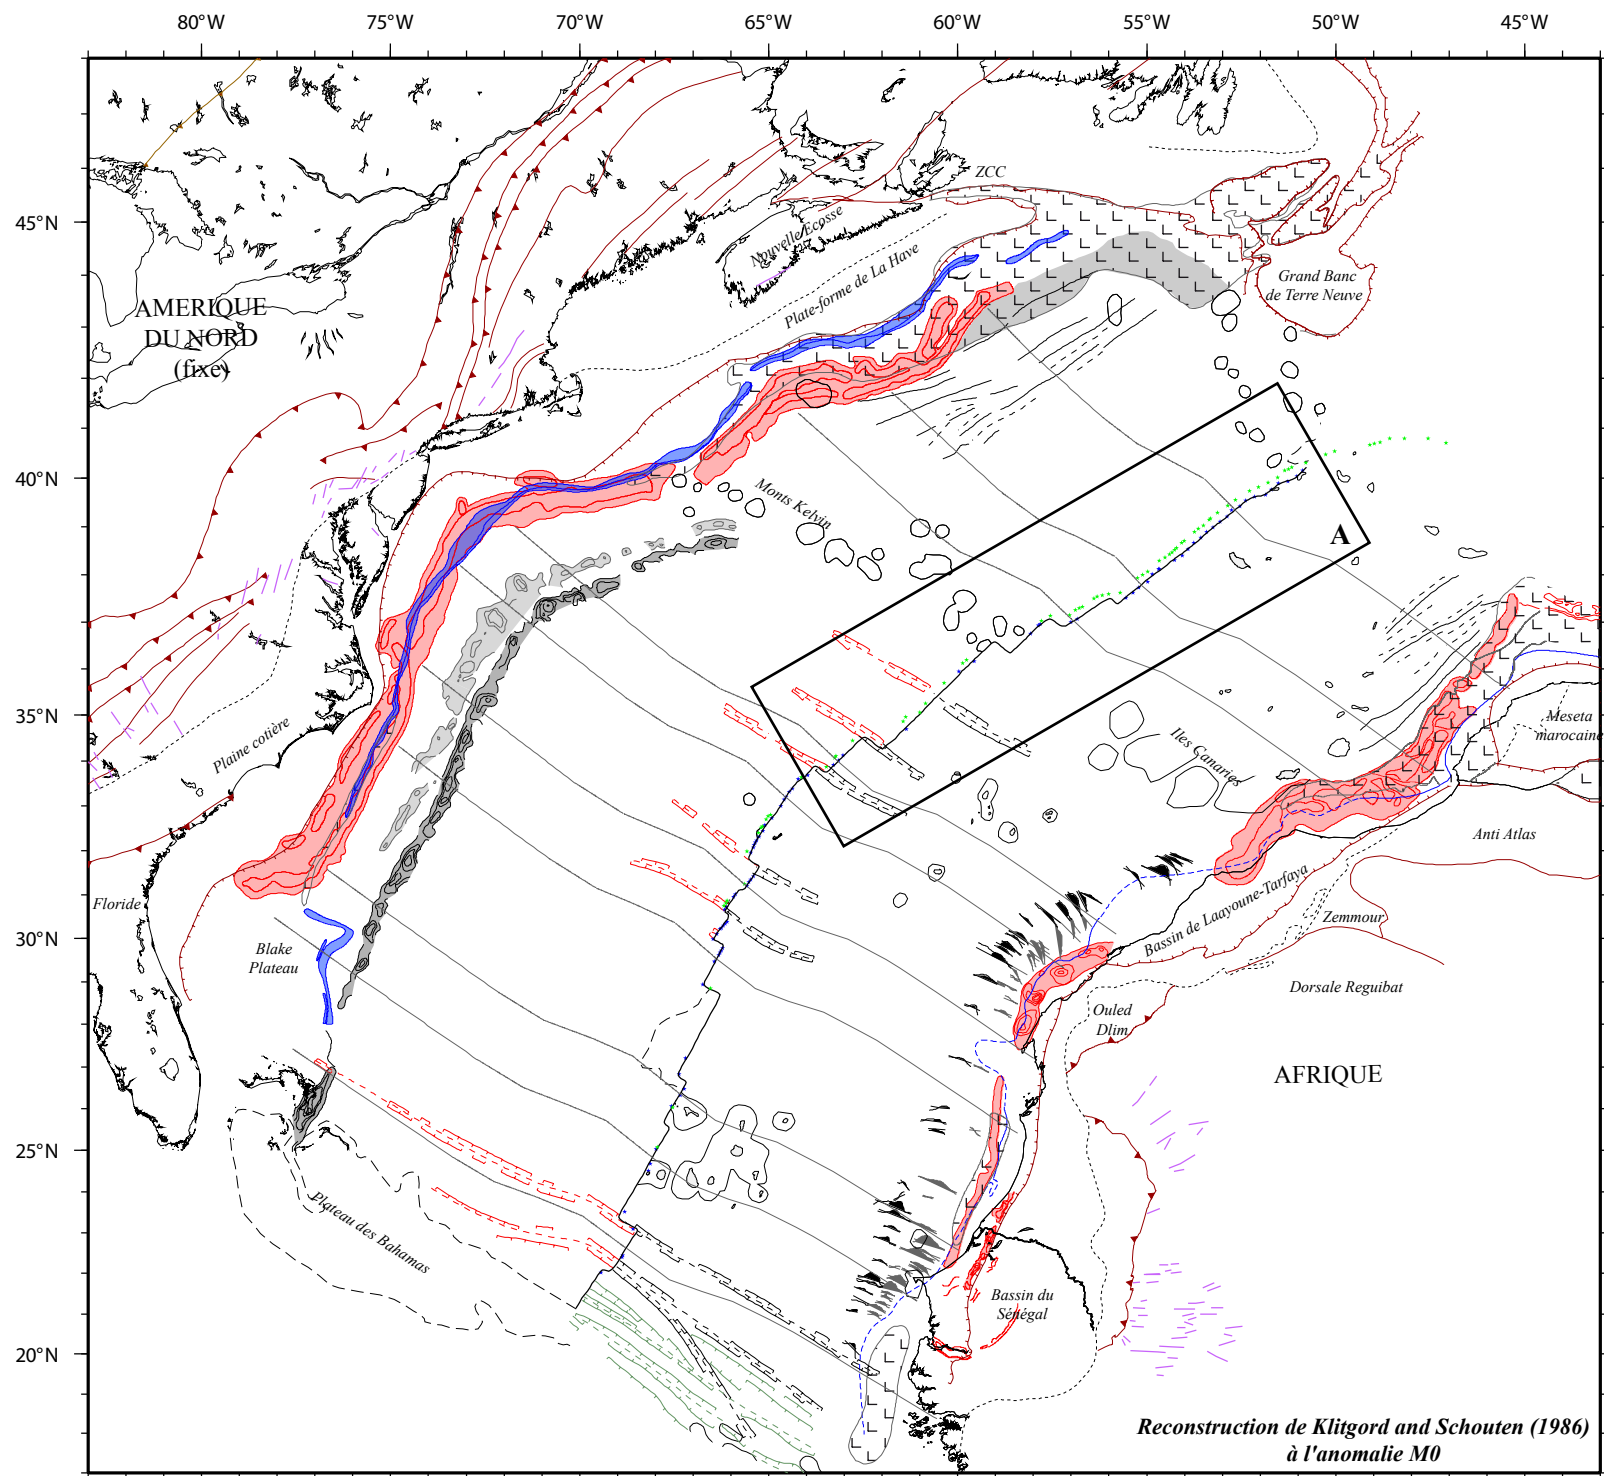 80°W 75°W 70°W 65°W 60°W 55°W 50°W 45°W
ZCC
45°N
Nouvelle Ecosse
Plate-forme de La Have
Grand Banc
de Terre Neuve
AMERIQUE
DU NORD
(fixe)
40°N
Monts Kelvin
A
35°N
Plaine cotière
Iles Canaries
Meseta
marocaine
Anti Atlas
Floride
Bassin de Laayoune-Tarfaya
Zemmour
30°N
Blake
Plateau
Dorsale Reguibat
Ouled
Dlim
AFRIQUE
25°N
Plateau des Bahamas
Bassin du
Sénégal
20°N
Reconstruction de Klitgord and Schouten (1986)
à l'anomalie M0